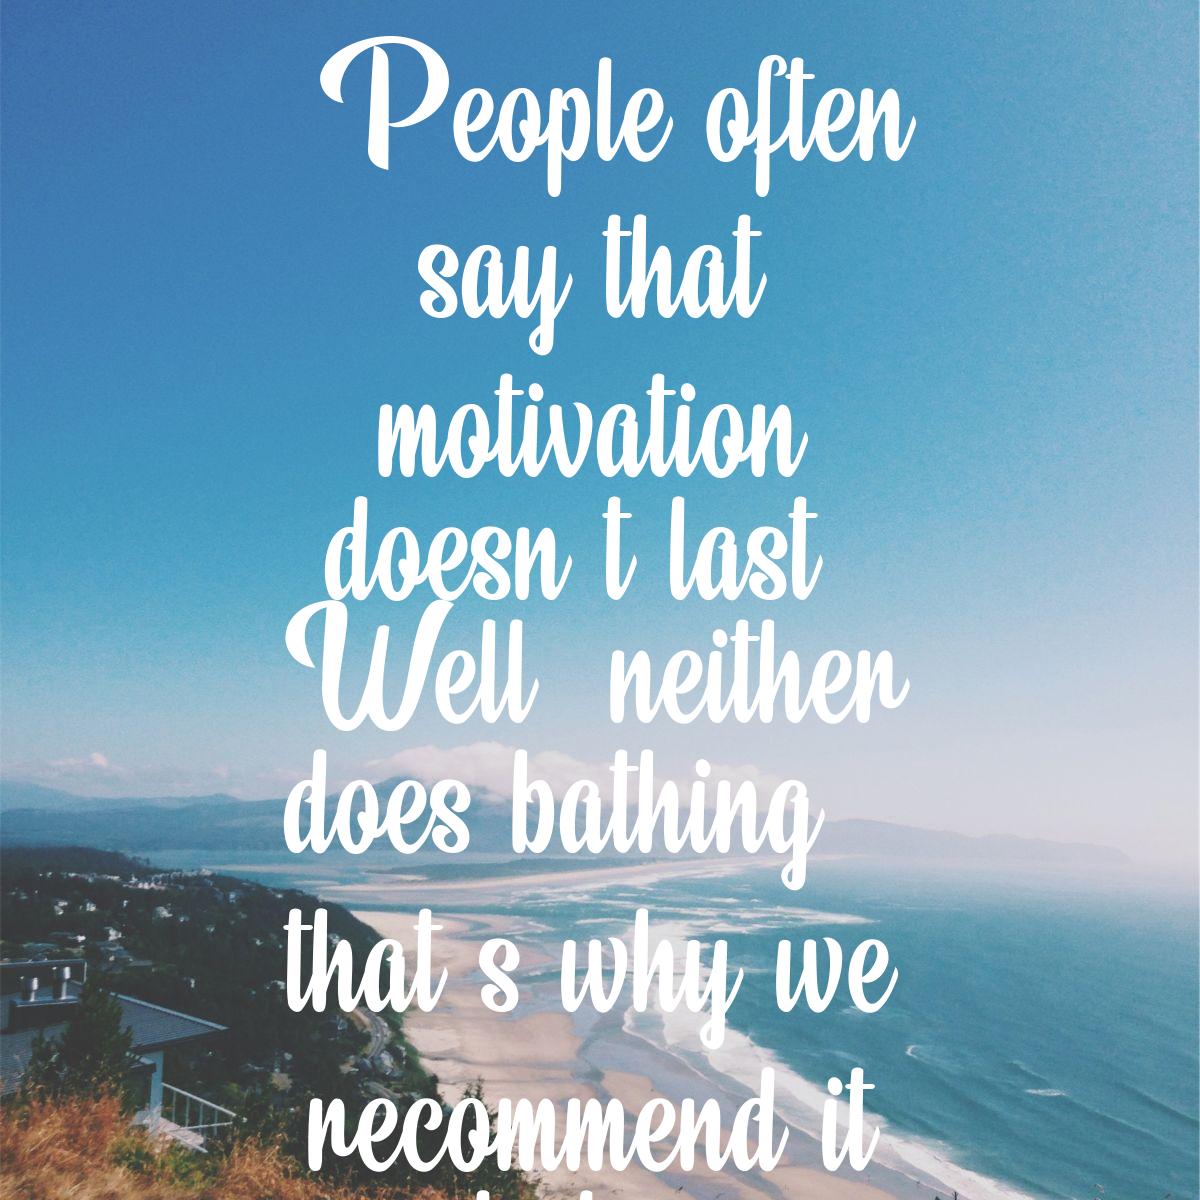 People often
say that
motivation
doesn t last
Well neither
does bathing
that s why we
recommend it